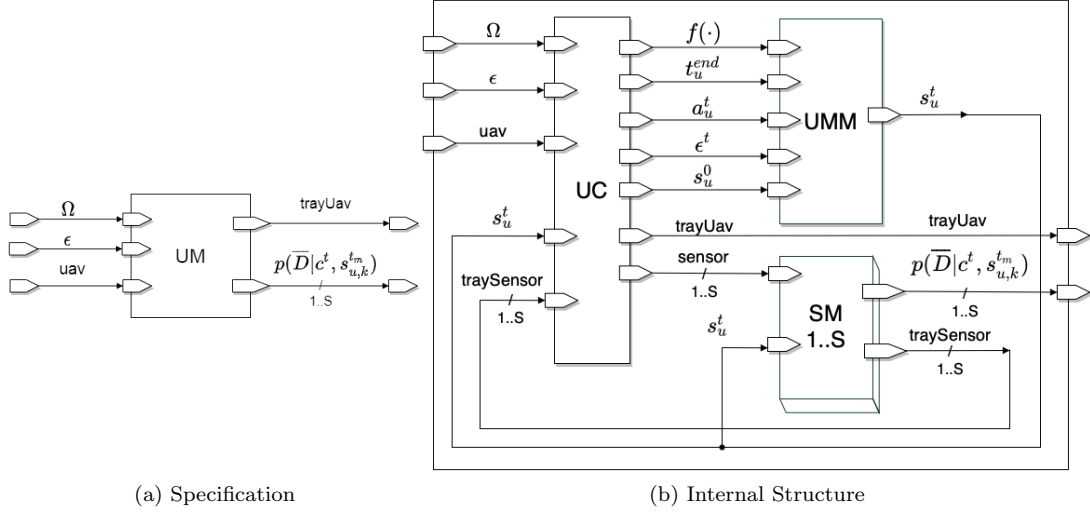 Ω
ϵ
uav
UM
trayUav
p(D̅|c^t, s_{u,k}^{t_m})
1..S
(a) Specification
Ω
ϵ
uav
s_u^t
traySensor
1..S
UC
f(·)
t_u^{end}
a_u^t
ϵ^t
s_u^0
trayUav
sensor
1..S
s_u^t
UMM
s_u^t
trayUav
SM
1..S
p(D̅|c^t, s_{u,k}^{t_m})
1..S
traySensor
1..S
(b) Internal Structure